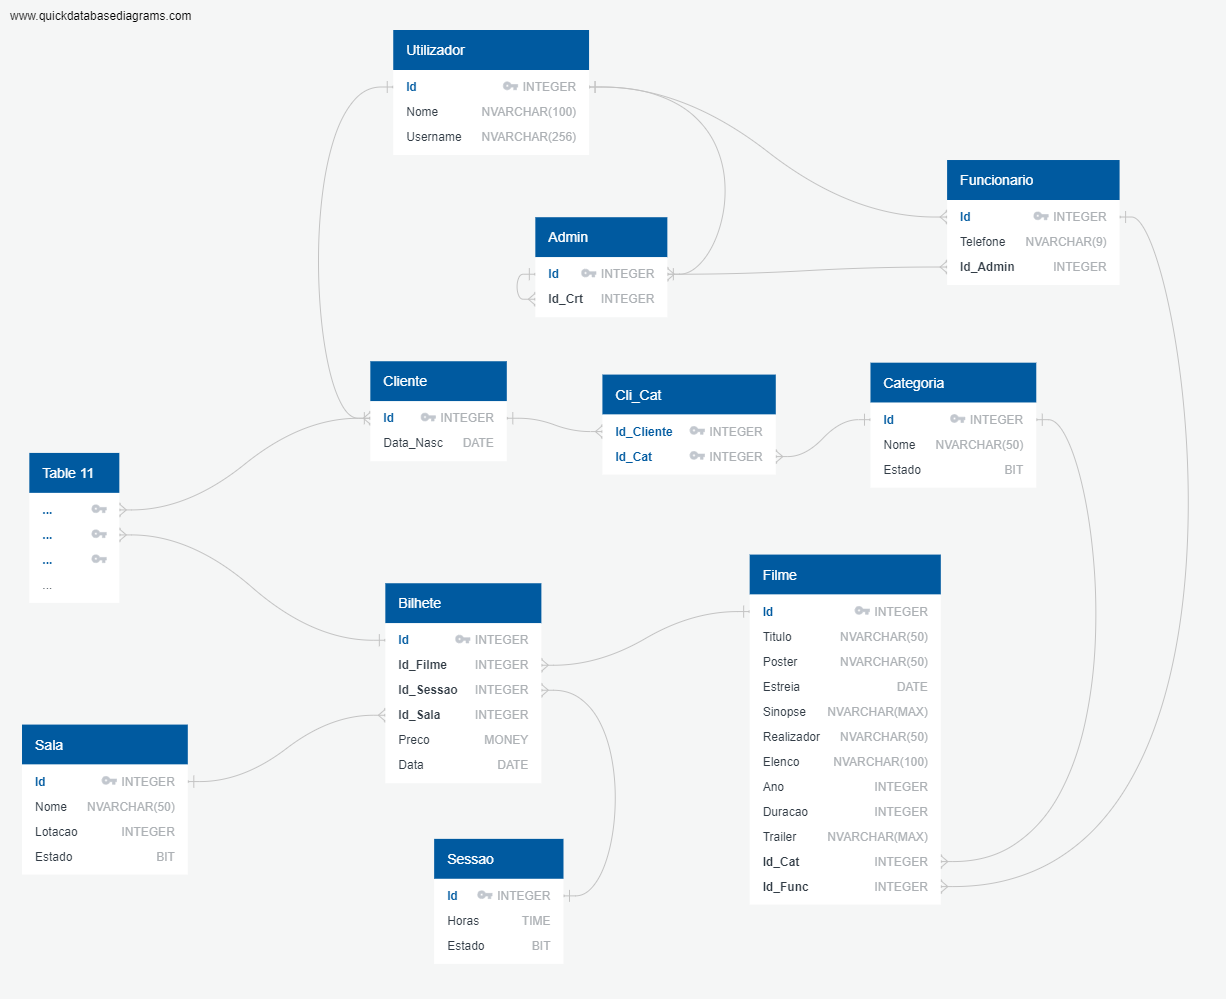 www.quickdatabasediagrams.com
Utilizador
Id INTEGER
Nome NVARCHAR(100)
Username NVARCHAR(256)
Funcionario
Id INTEGER
Telefone NVARCHAR(9)
Id_Admin INTEGER
Admin
Id INTEGER
Id_Crt INTEGER
Cliente
Id INTEGER
Data_Nasc DATE
Cli_Cat
Id_Cliente INTEGER
Id_Cat INTEGER
Categoria
Id INTEGER
Nome NVARCHAR(50)
Estado BIT
Table 11
...
...
...
...
Bilhete
Id INTEGER
Id_Filme INTEGER
Id_Sessao INTEGER
Id_Sala INTEGER
Preco MONEY
Data DATE
Filme
Id INTEGER
Titulo NVARCHAR(50)
Poster NVARCHAR(50)
Estreia DATE
Sinopse NVARCHAR(MAX)
Realizador NVARCHAR(50)
Elenco NVARCHAR(100)
Ano INTEGER
Duracao INTEGER
Trailer NVARCHAR(MAX)
Id_Cat INTEGER
Id_Func INTEGER
Sala
Id INTEGER
Nome NVARCHAR(50)
Lotacao INTEGER
Estado BIT
Sessao
Id INTEGER
Horas TIME
Estado BIT